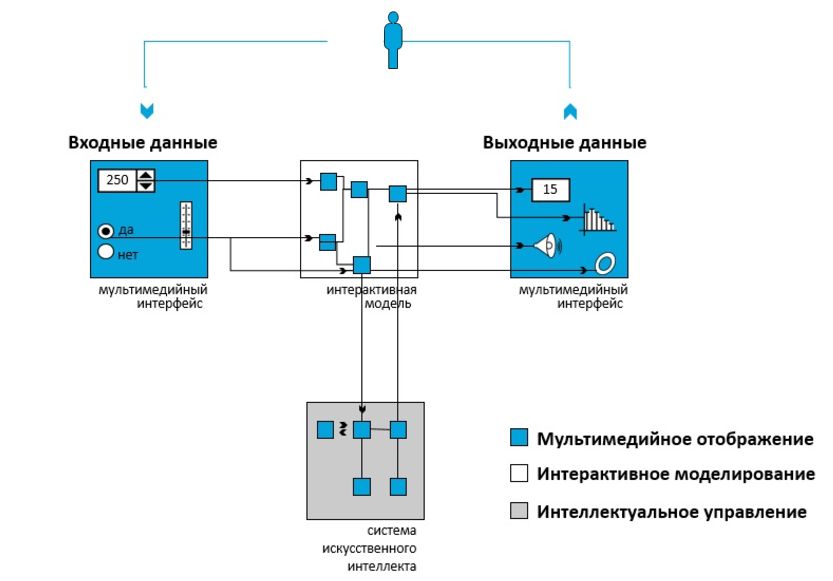 Входные данные
Выходные данные
250
да
нет
15
мультимедийный
интерфейс
интерактивная
модель
мультимедийный
интерфейс
Мультимедийное отображение
Интерактивное моделирование
Интеллектуальное управление
система
искусственного
интеллекта